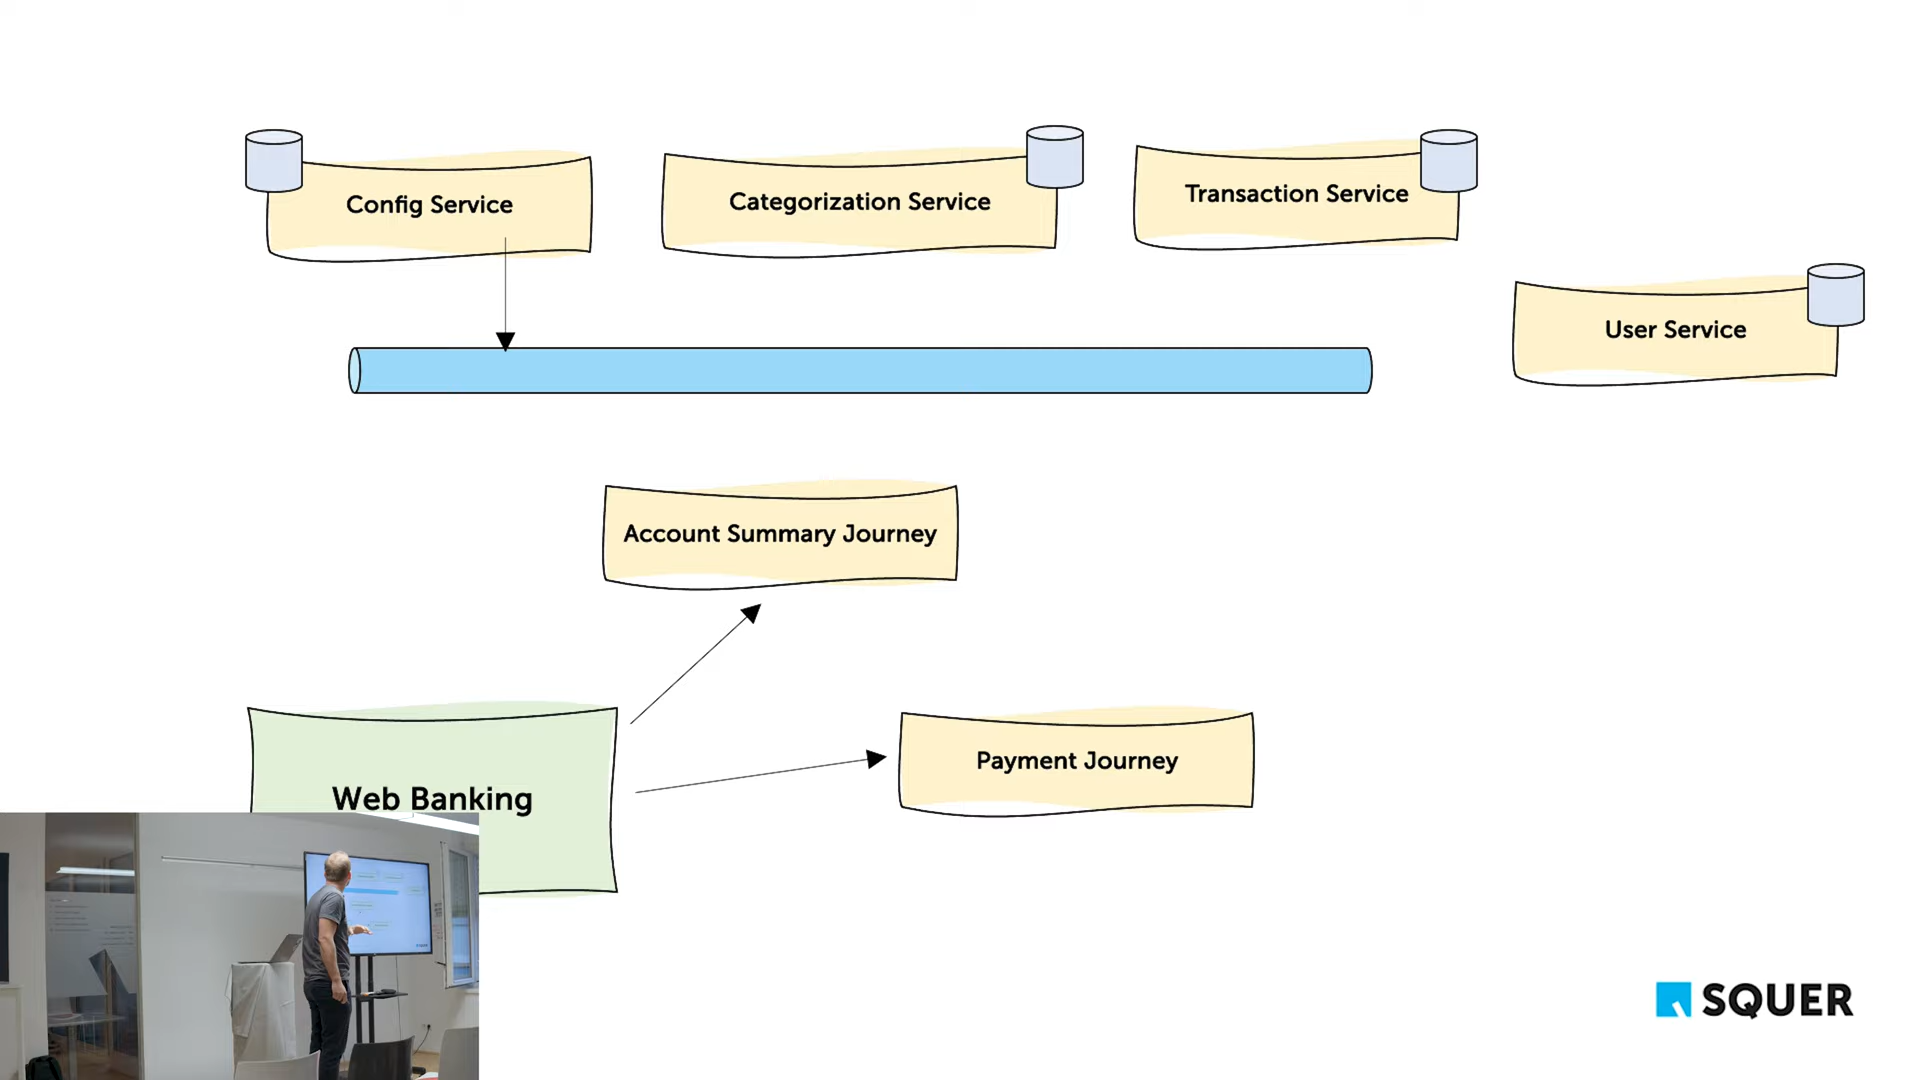 Config Service
Categorization Service
Transaction Service
User Service
Account Summary Journey
Payment Journey
Web Banking
SQUER